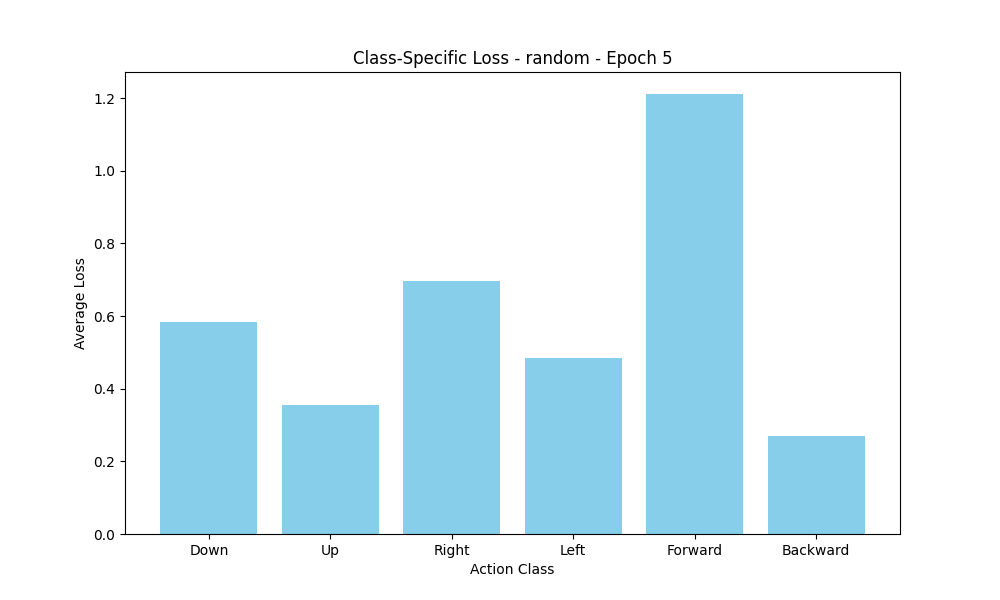 Class-Specific Loss - random - Epoch 5
Average Loss
1.2
1.0
0.8
0.6
0.4
0.2
0.0
Down Up Right Left Forward Backward
Action Class